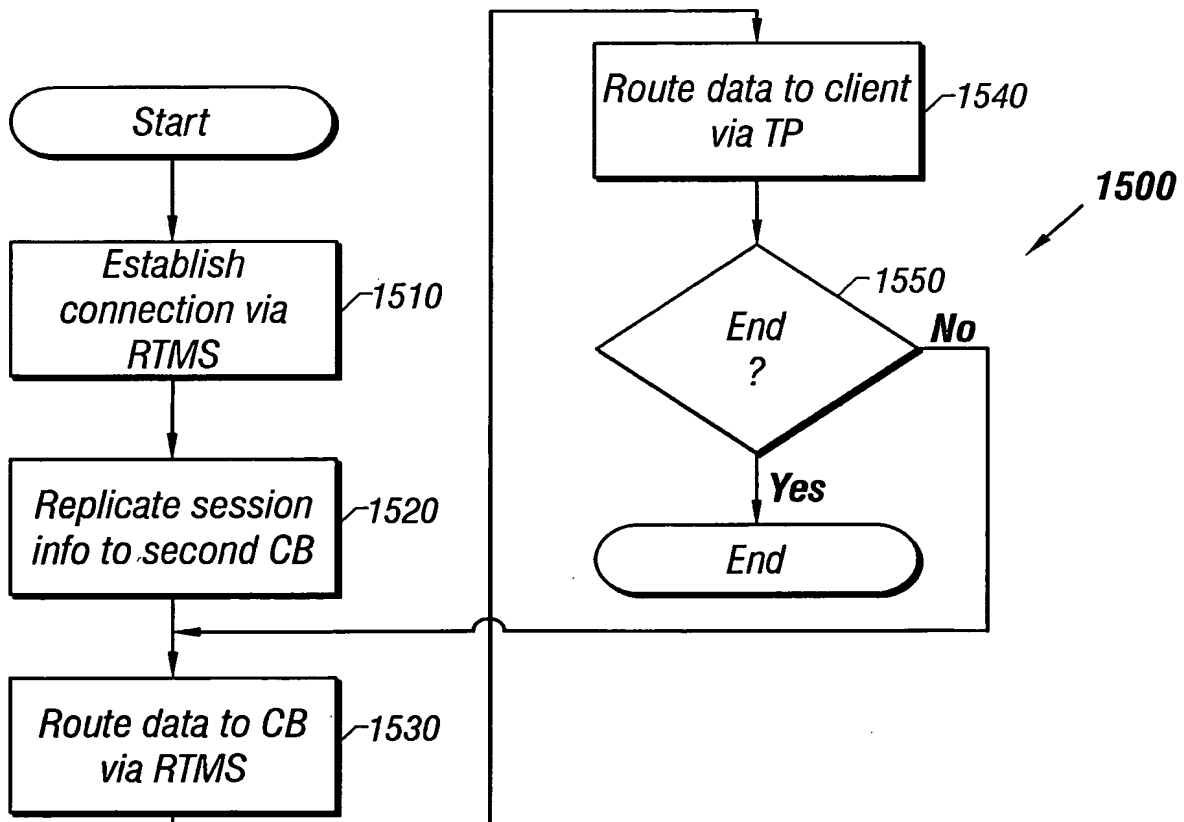 Start
Establish
connection via
RTMS
1510
Replicate session
info to second CB
1520
Route data to CB
via RTMS
1530
Route data to client
via TP
1540
1500
End
?
1550
No
Yes
End